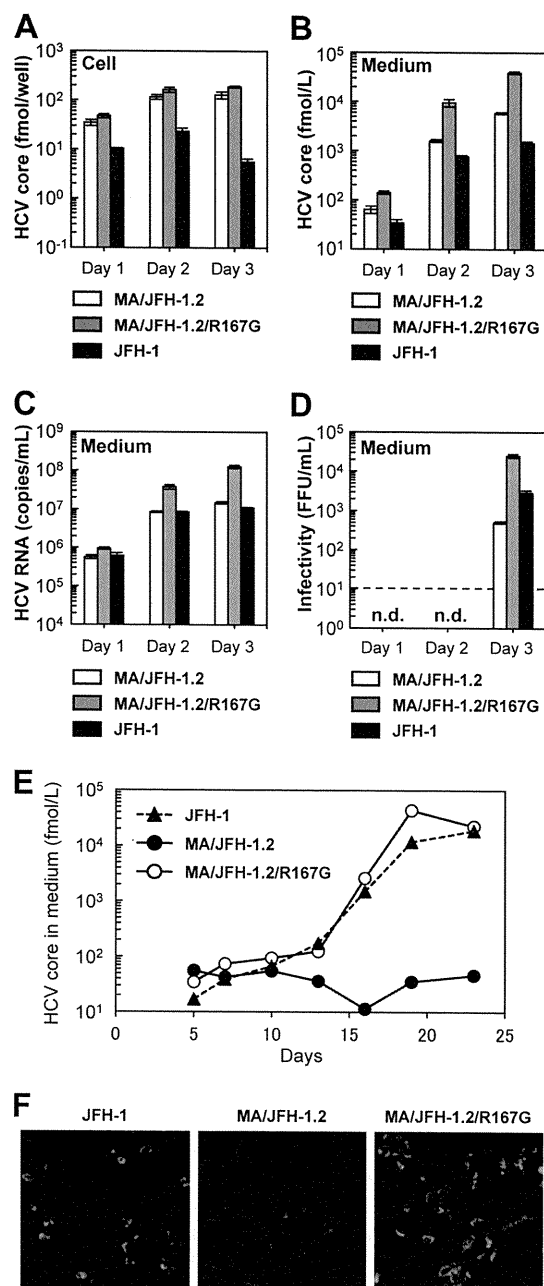 A
Cell
HCV core (fmol/well)
10³
10²
10¹
10⁰
10⁻¹
Day 1 Day 2 Day 3
MA/JFH-1.2
MA/JFH-1.2/R167G
JFH-1
B
Medium
HCV core (fmol/L)
10⁵
10⁴
10³
10²
10¹
Day 1 Day 2 Day 3
MA/JFH-1.2
MA/JFH-1.2/R167G
JFH-1
C
Medium
HCV RNA (copies/mL)
10⁹
10⁸
10⁷
10⁶
10⁵
10⁴
Day 1 Day 2 Day 3
MA/JFH-1.2
MA/JFH-1.2/R167G
JFH-1
D
Medium
Infectivity (FFU/mL)
10⁵
10⁴
10³
10²
10¹
10⁰
n.d. n.d.
Day 1 Day 2 Day 3
MA/JFH-1.2
MA/JFH-1.2/R167G
JFH-1
E
HCV core in medium (fmol/L)
10⁵
10⁴
10³
10²
10¹
JFH-1
MA/JFH-1.2
MA/JFH-1.2/R167G
0 5 10 15 20 25
Days
F
JFH-1 MA/JFH-1.2 MA/JFH-1.2/R167G